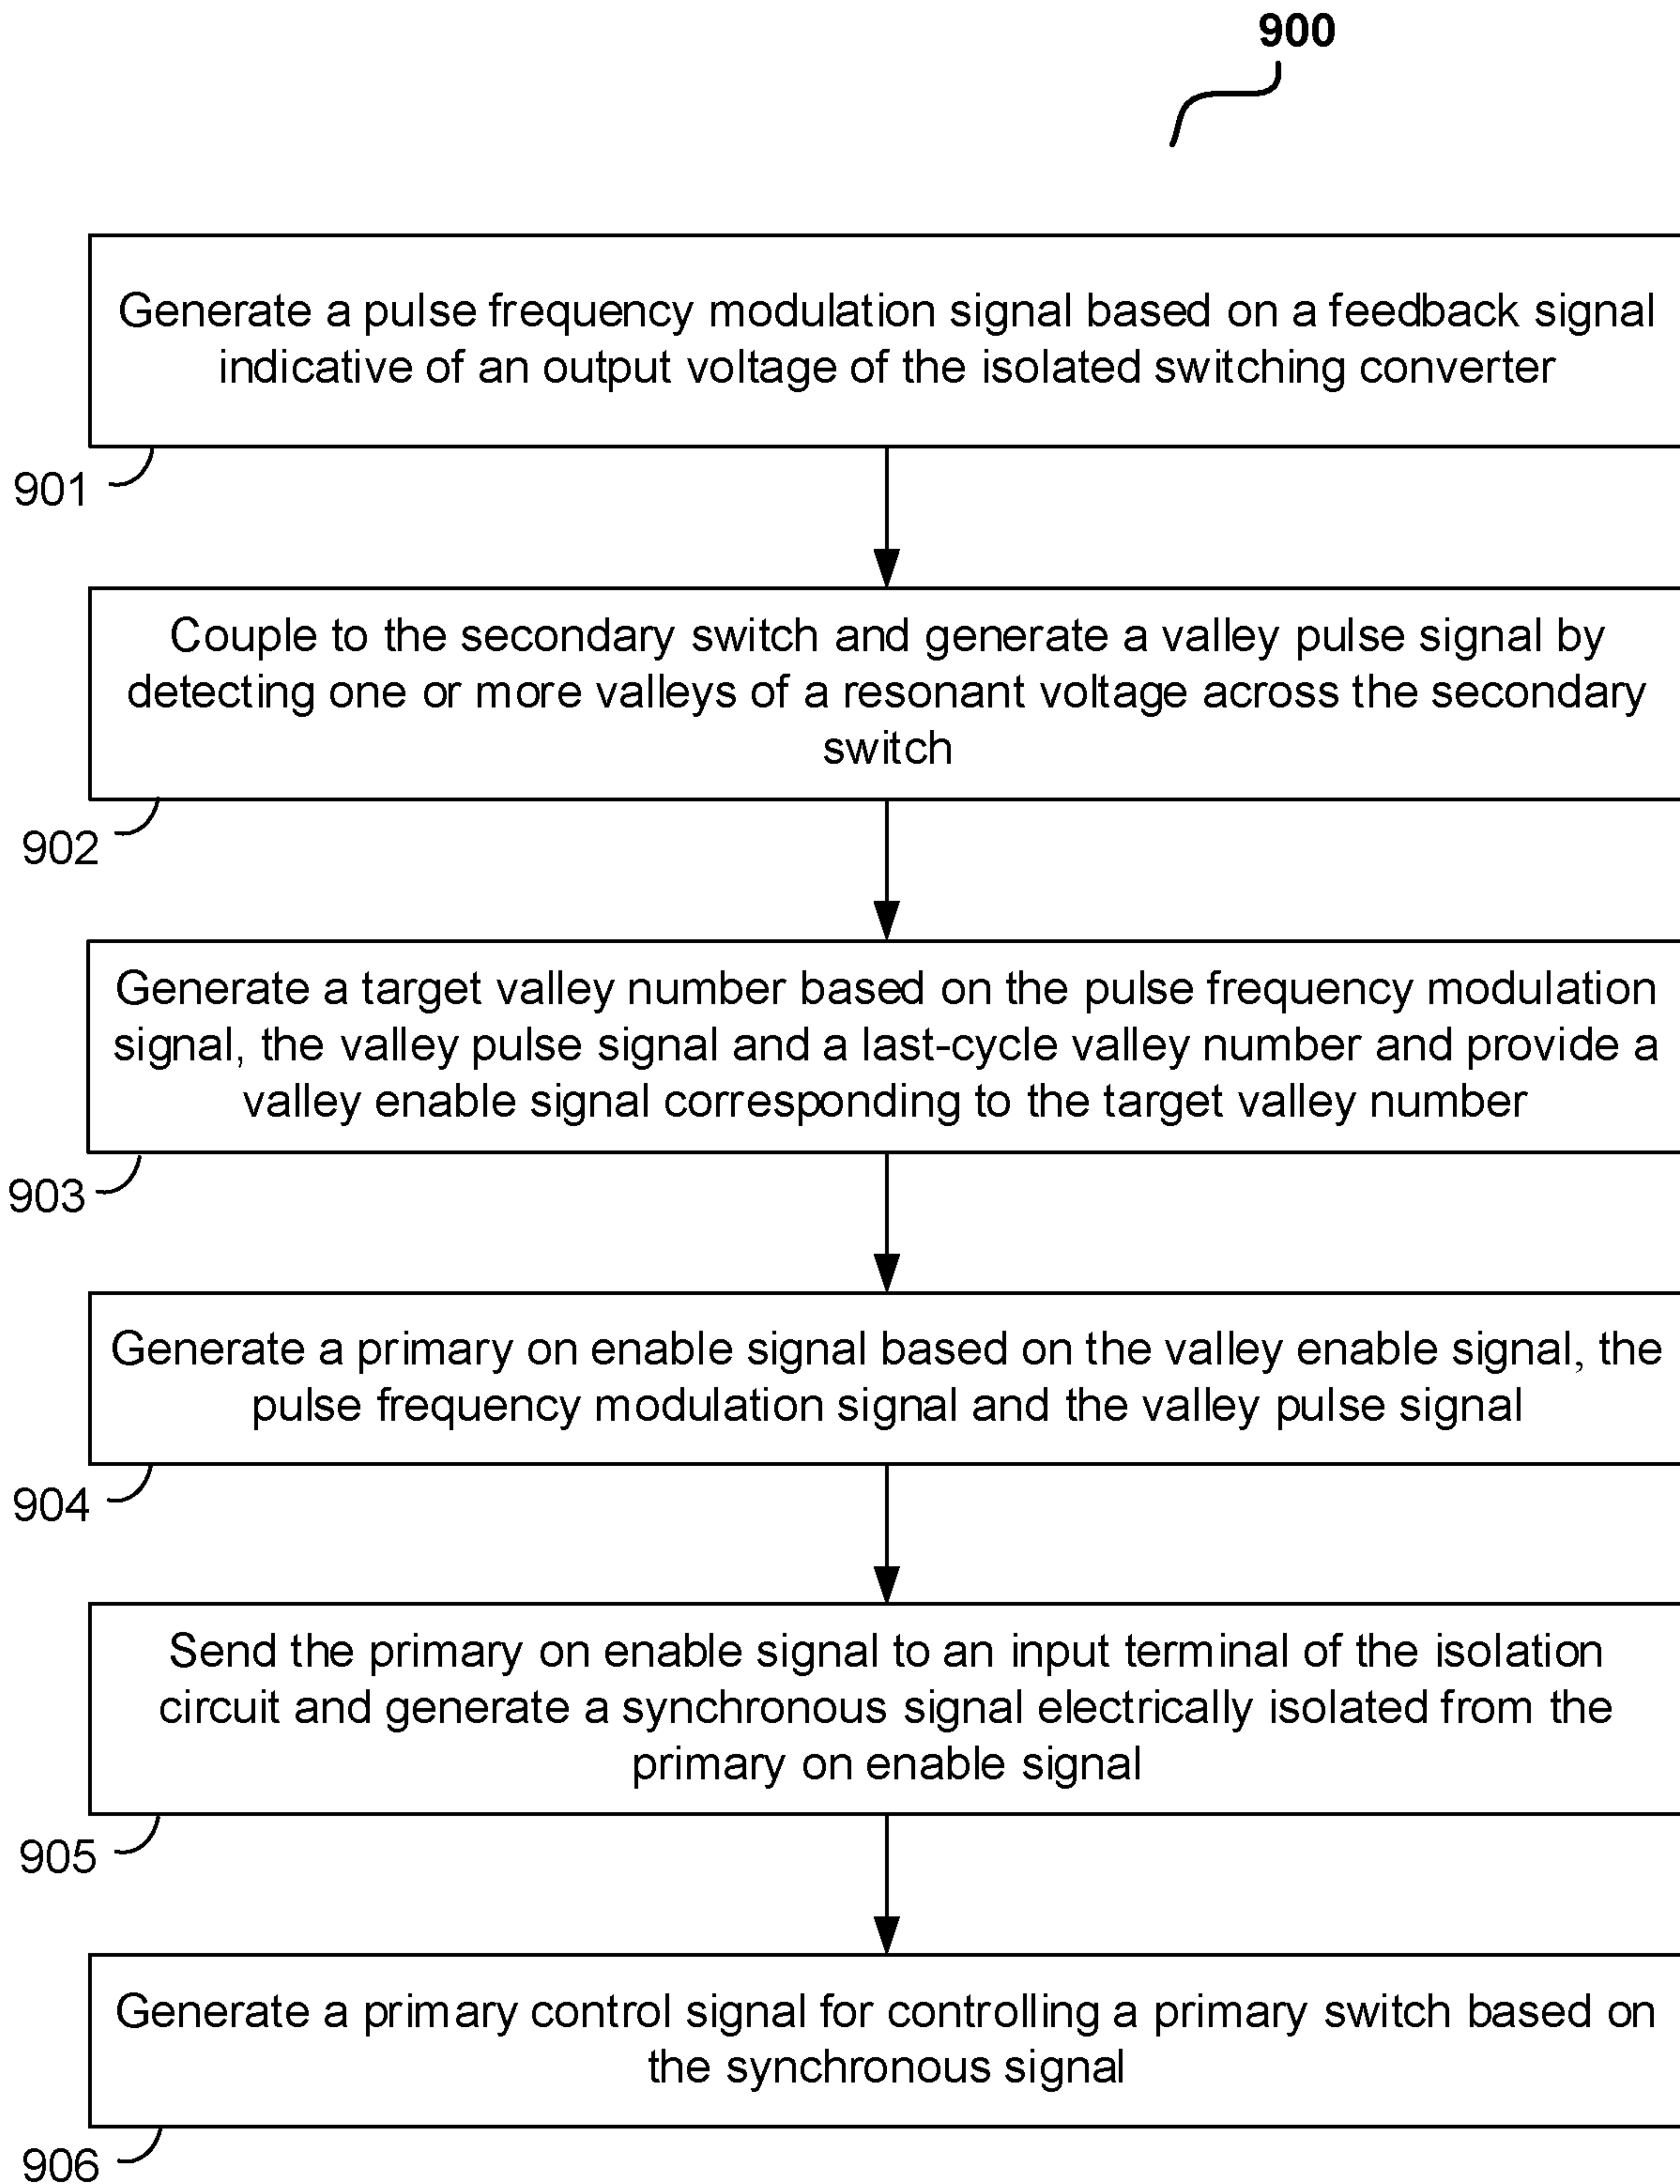 900
Generate a pulse frequency modulation signal based on a feedback signal
indicative of an output voltage of the isolated switching converter
901
Couple to the secondary switch and generate a valley pulse signal by
detecting one or more valleys of a resonant voltage across the secondary
switch
902
Generate a target valley number based on the pulse frequency modulation
signal, the valley pulse signal and a last-cycle valley number and provide a
valley enable signal corresponding to the target valley number
903
Generate a primary on enable signal based on the valley enable signal, the
pulse frequency modulation signal and the valley pulse signal
904
Send the primary on enable signal to an input terminal of the isolation
circuit and generate a synchronous signal electrically isolated from the
primary on enable signal
905
Generate a primary control signal for controlling a primary switch based on
the synchronous signal
906